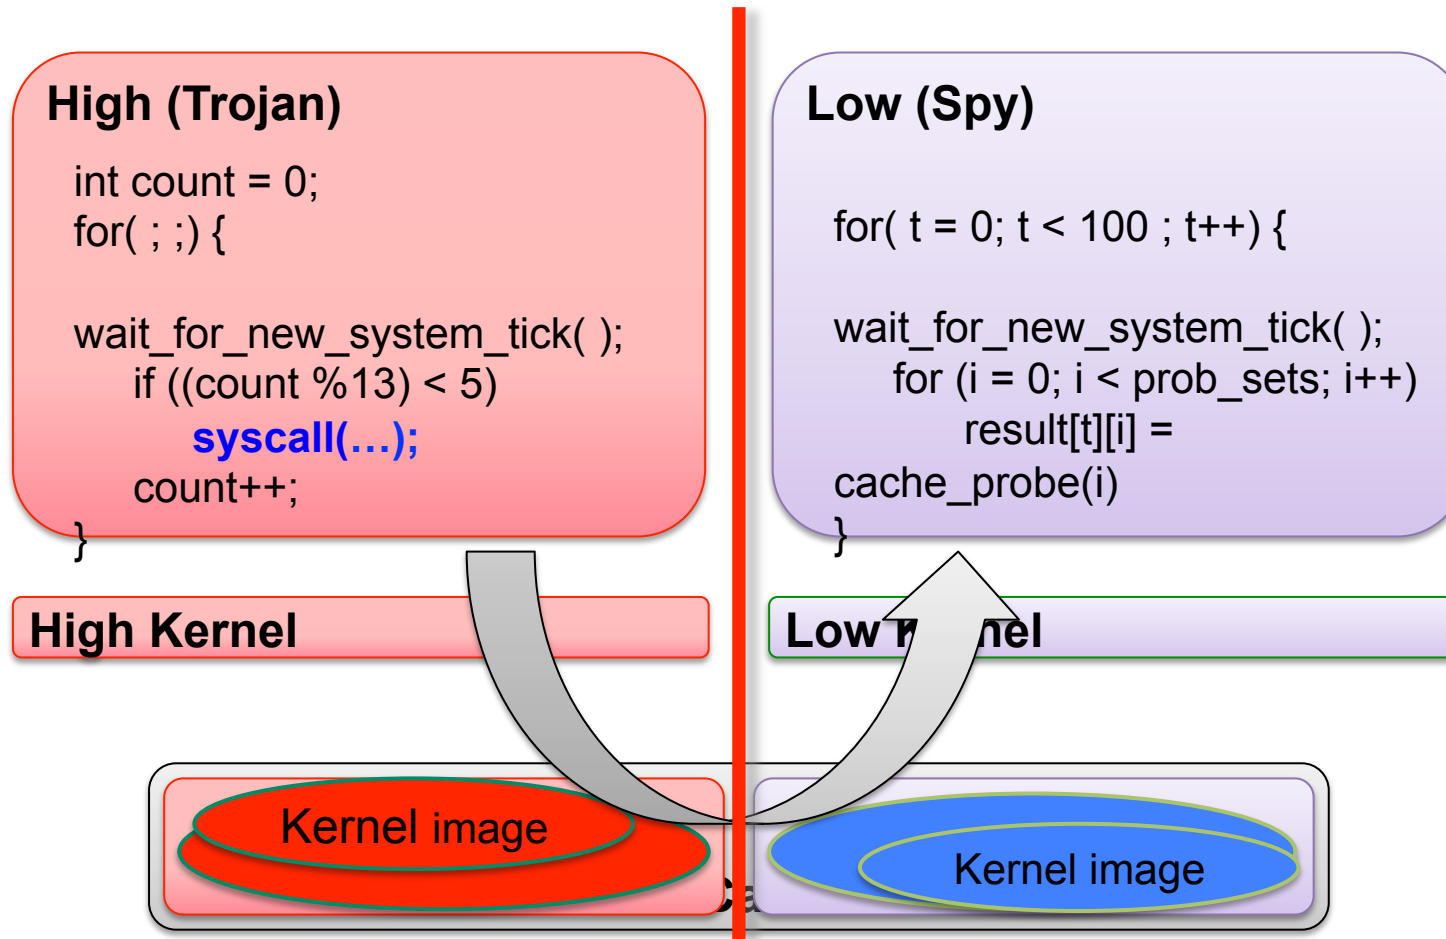 High (Trojan)
int count = 0;
for( ; ;) {
wait_for_new_system_tick( );
if ((count %13) < 5)
syscall(…);
count++;
}
Low (Spy)
for( t = 0; t < 100 ; t++) {
wait_for_new_system_tick( );
for (i = 0; i < prob_sets; i++)
result[t][i] =
cache_probe(i)
}
High Kernel
Low Kernel
Kernel image
Kernel image